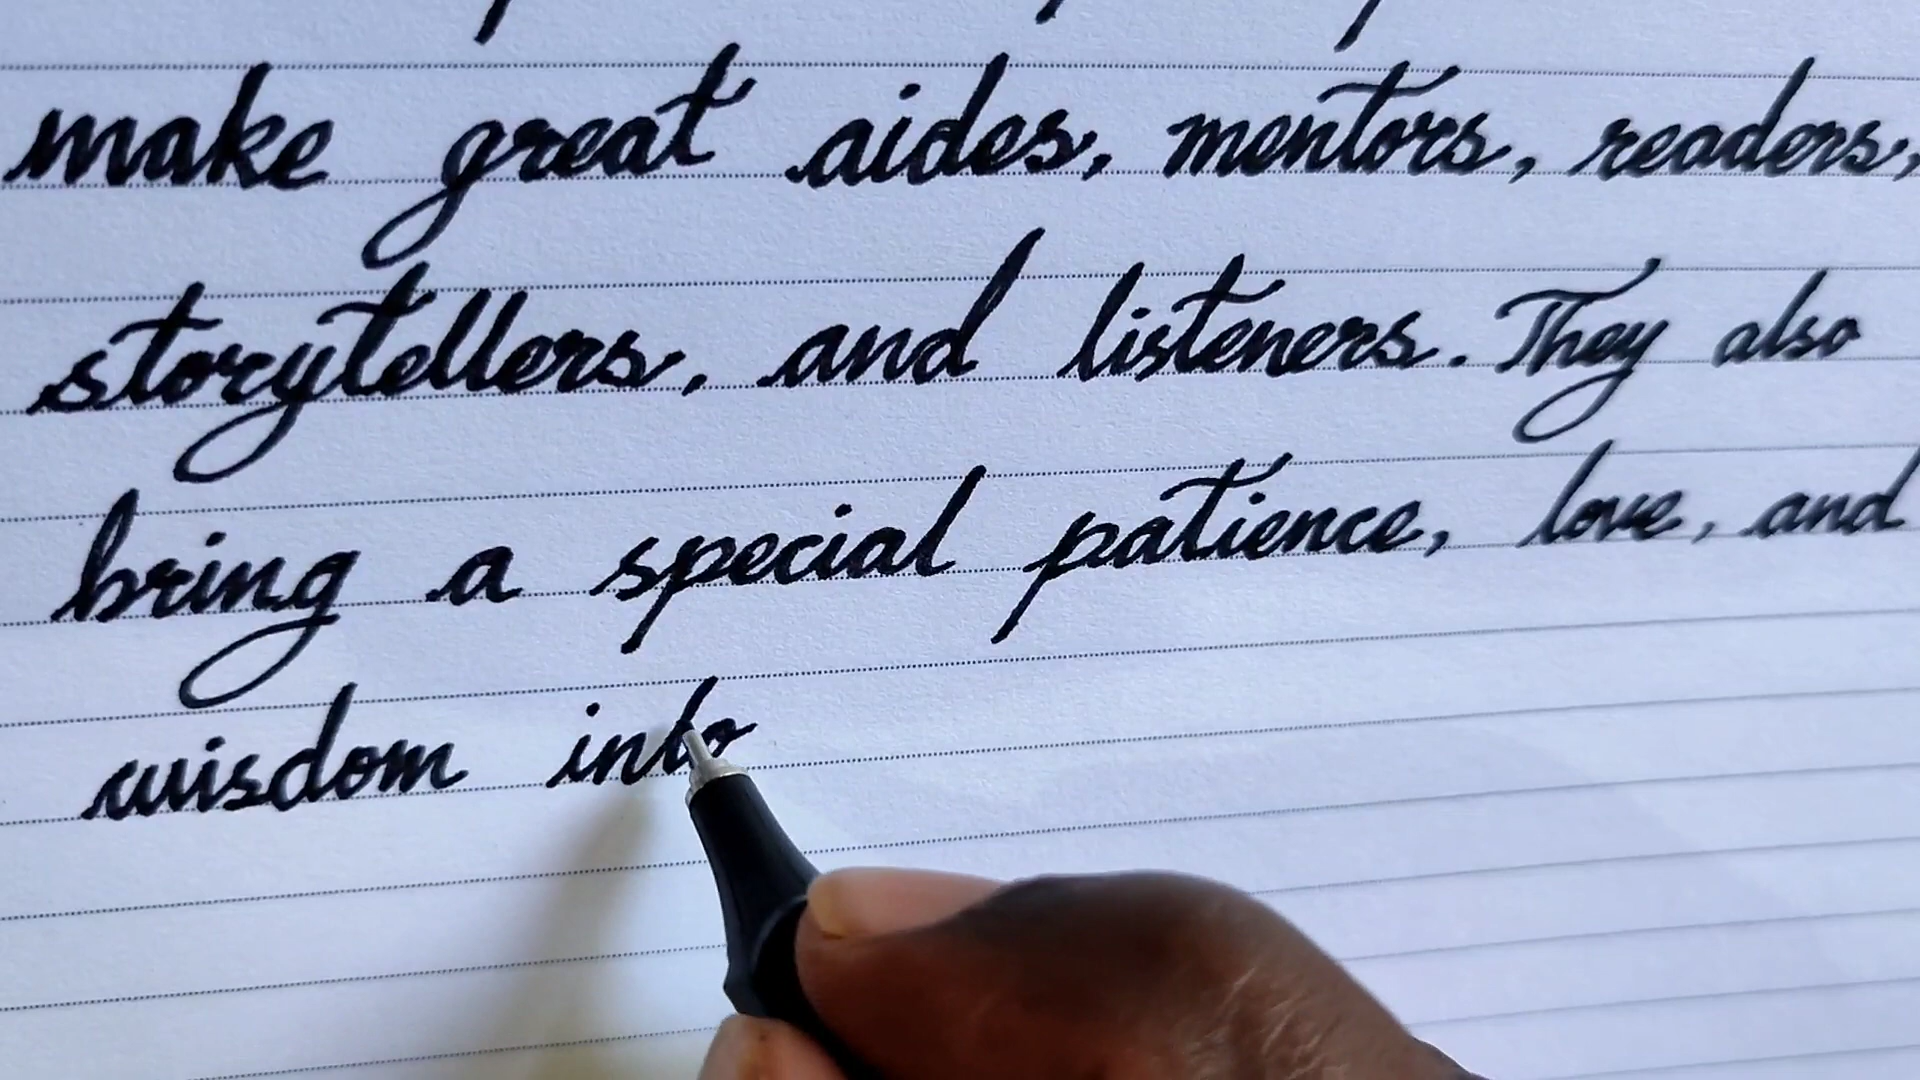 make great aides, mentors, readers,
storytellers, and listeners. They also
bring a special patience, love, and
wisdom into